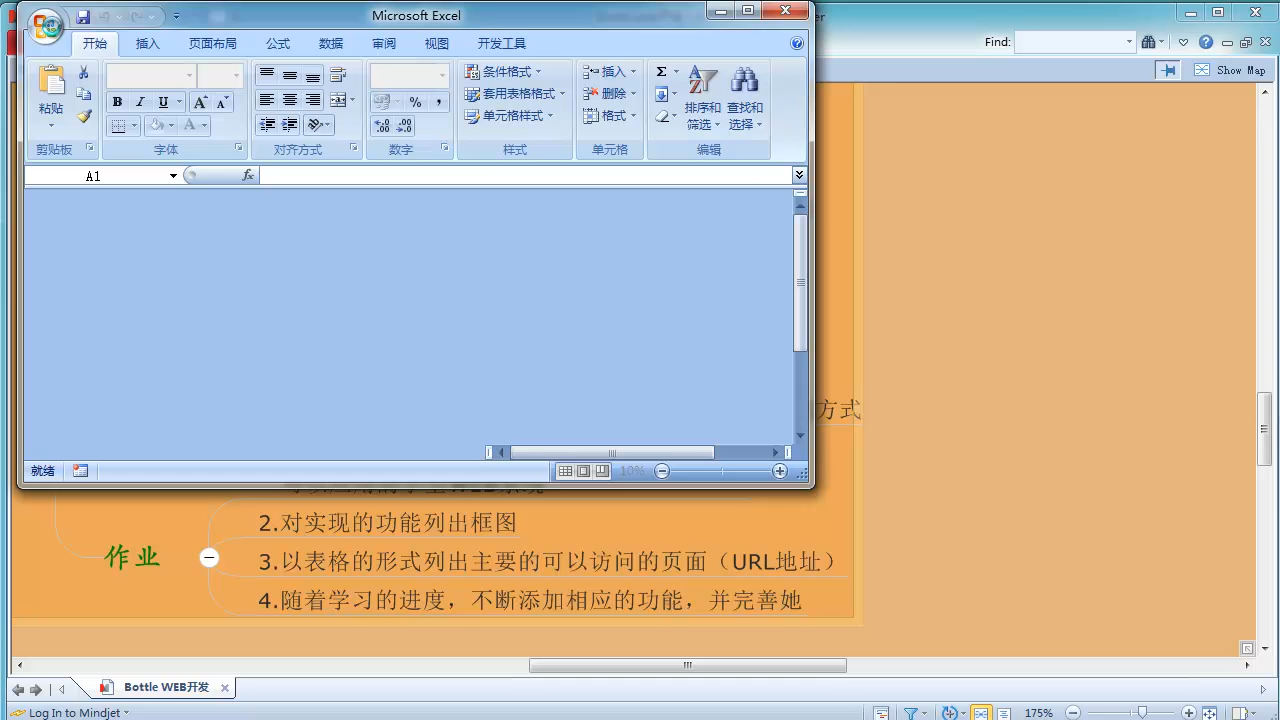 Microsoft Excel
开始 插入 页面布局 公式 数据 审阅 视图 开发工具
Find:
Show Map
粘贴
B I U A A
% ,
条件格式
套用表格格式
单元格样式
插入
删除
格式
Σ
排序和筛选
查找和选择
剪贴板 字体 对齐方式 数字 样式 单元格 编辑
A1 fx
方式
就绪 10%
作业
2.对实现的功能列出框图
3.以表格的形式列出主要的可以访问的页面（URL地址）
4.随着学习的进度，不断添加相应的功能，并完善她
Bottle WEB开发
Log In to Mindjet 175%